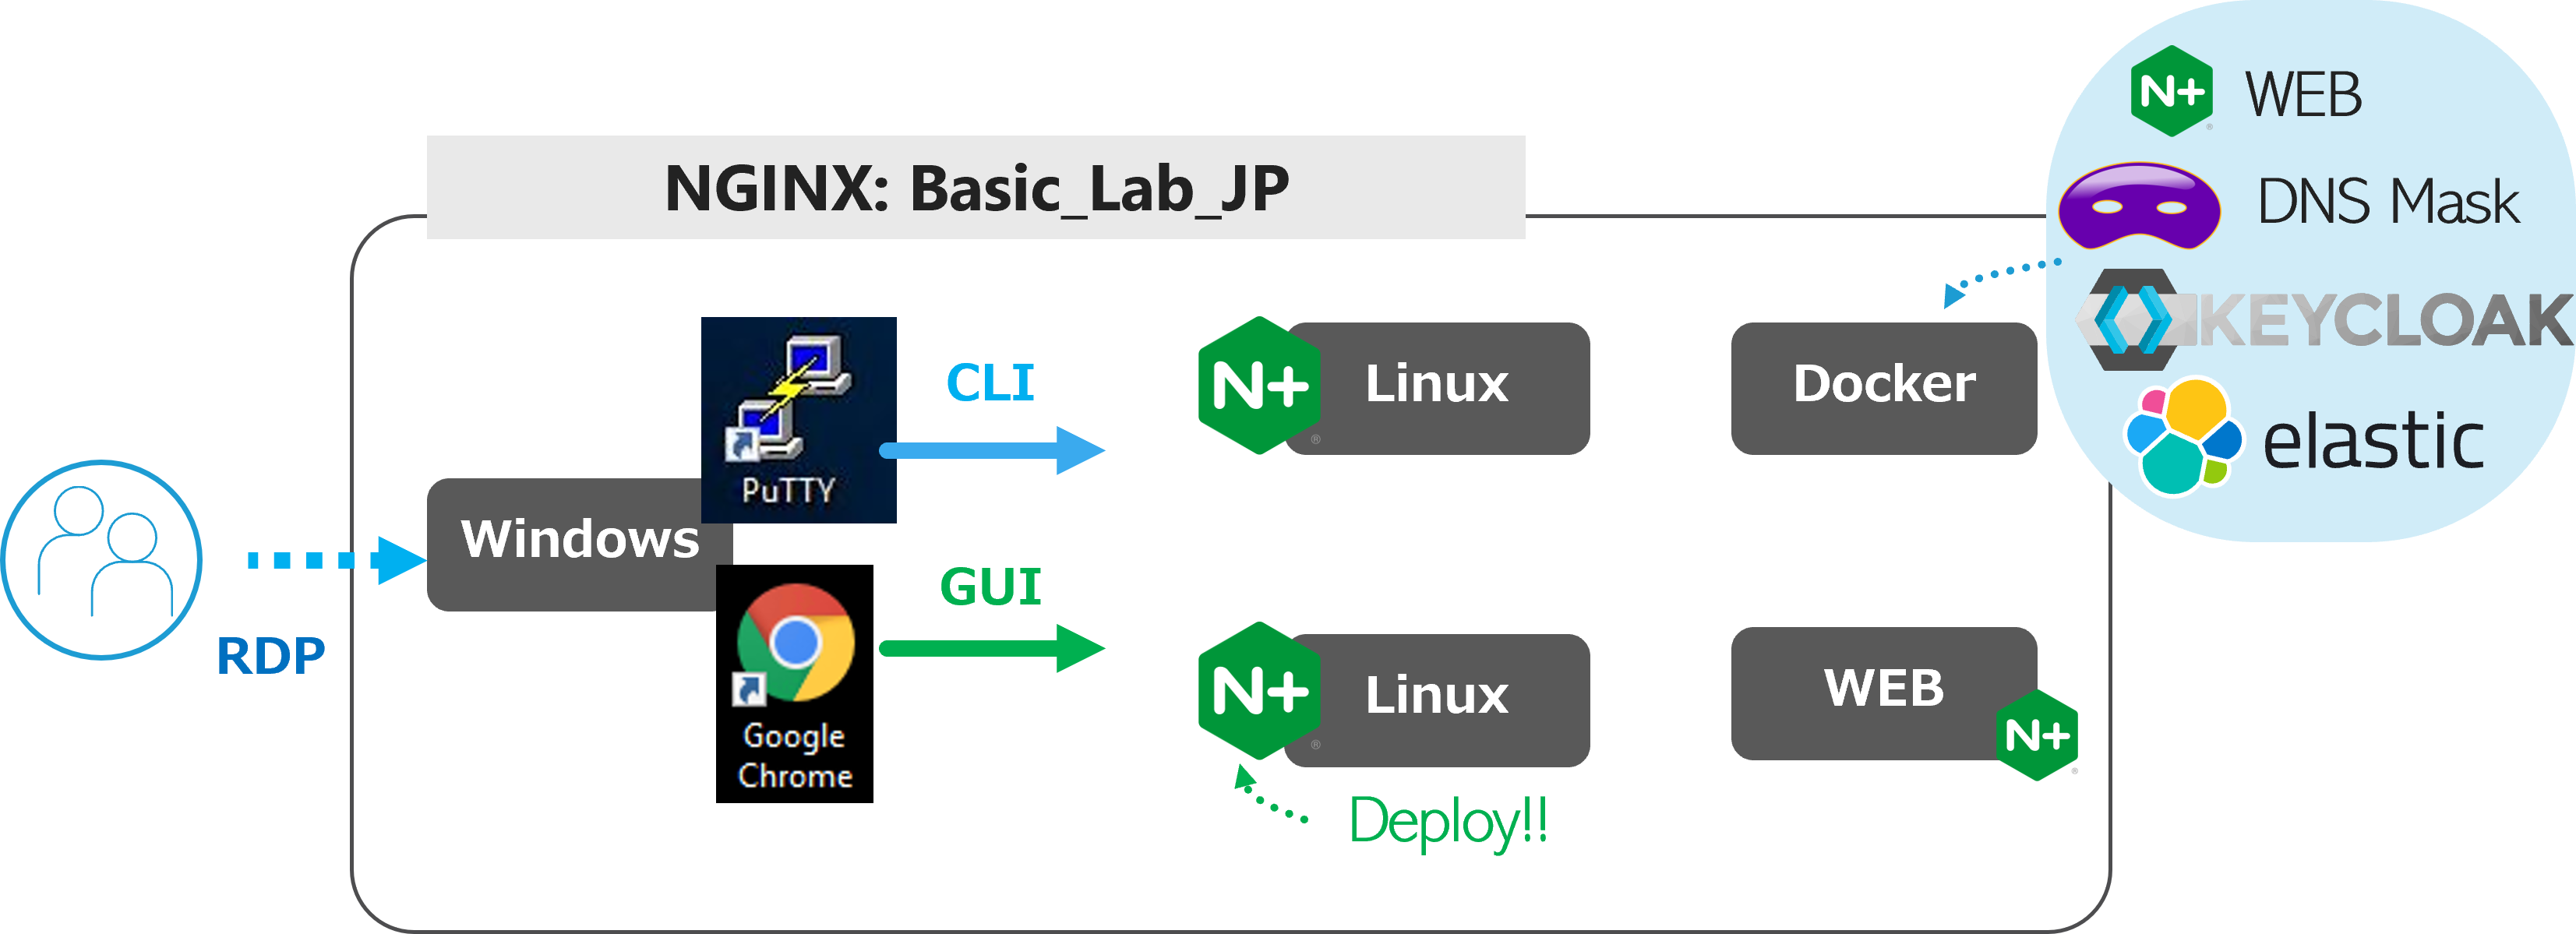 NGINX: Basic_Lab_JP
N+ WEB
DNS Mask
KEYCLOAK
elastic
RDP
Windows
PuTTY
Google
Chrome
CLI
GUI
N+ Linux
®
Docker
N+ Linux
®
WEB
N+
®
Deploy!!